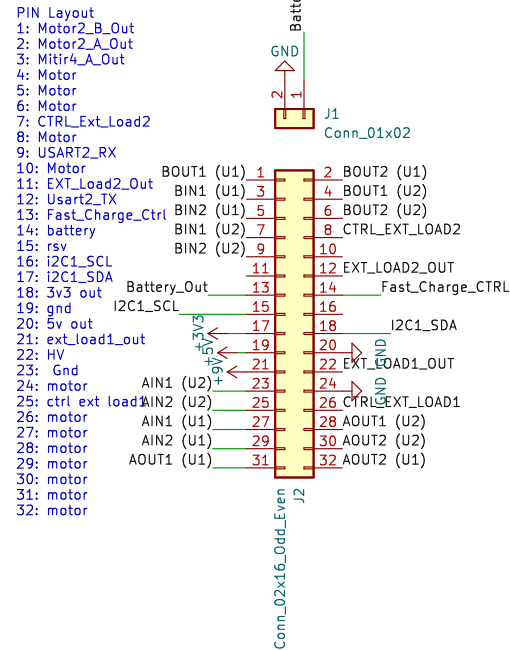 PIN Layout
1: Motor2_B_Out
2: Motor2_A_Out
3: Mitir4_A_Out
4: Motor
5: Motor
6: Motor
7: CTRL_Ext_Load2
8: Motor
9: USART2_RX
10: Motor
11: EXT_Load2_Out
12: Usart2_TX
13: Fast_Charge_Ctrl
14: battery
15: rsv
16: i2C1_SCL
17: i2C1_SDA
18: 3v3 out
19: gnd
20: 5v out
21: ext_load1_out
22: HV
23: Gnd
24: motor
25: ctrl ext load1
26: motor
27: motor
28: motor
29: motor
30: motor
31: motor
32: motor
Batte
GND
2 1
J1
Conn_01x02
BOUT1 (U1) 1 2 BOUT2 (U1)
BIN1 (U1) 3 4 BOUT1 (U2)
BIN2 (U1) 5 6 BOUT2 (U2)
BIN1 (U2) 7 8 CTRL_EXT_LOAD2
BIN2 (U2) 9 10
11 12 EXT_LOAD2_OUT
Battery_Out 13 14 Fast_Charge_CTRL
I2C1_SCL 15 16
+3V3 17 18 I2C1_SDA
+5V 19 20 GND
+9V 21 22 EXT_LOAD1_OUT
AIN1 (U2) 23 24 GND
AIN2 (U2) 25 26 CTRL_EXT_LOAD1
AIN1 (U1) 27 28 AOUT1 (U2)
AIN2 (U1) 29 30 AOUT2 (U2)
AOUT1 (U1) 31 32 AOUT2 (U1)
J2
Conn_02x16_Odd_Even